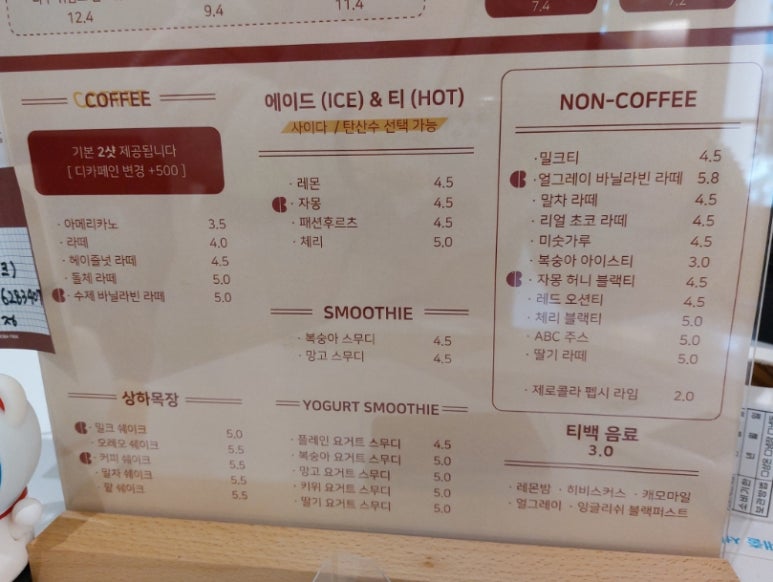 12.4
9.4
11.4
7.4
7.2
COFFEE
기본 2샷 제공됩니다
[ 디카페인 변경 +500 ]
· 아메리카노 3.5
· 라떼 4.0
· 헤이즐넛 라떼 4.5
· 돌체 라떼 5.0
· 수제 바닐라빈 라떼 5.0
상하목장
· 밀크 쉐이크 5.0
· 오레오 쉐이크 5.5
· 커피 쉐이크 5.5
· 말차 쉐이크 5.5
· 팥 쉐이크 5.5
에이드 (ICE) & 티 (HOT)
사이다 / 탄산수 선택 가능
· 레몬 4.5
· 자몽 4.5
· 패션후르츠 4.5
· 체리 5.0
SMOOTHIE
· 복숭아 스무디 4.5
· 망고 스무디 4.5
YOGURT SMOOTHIE
· 플레인 요거트 스무디 4.5
· 복숭아 요거트 스무디 5.0
· 망고 요거트 스무디 5.0
· 키위 요거트 스무디 5.0
· 딸기 요거트 스무디 5.0
NON-COFFEE
· 밀크티 4.5
· 얼그레이 바닐라빈 라떼 5.8
· 말차 라떼 4.5
· 리얼 초코 라떼 4.5
· 미숫가루 4.5
· 복숭아 아이스티 3.0
· 자몽 허니 블랙티 4.5
· 레드 오션티 4.5
· 체리 블랙티 5.0
· ABC 주스 5.0
· 딸기 라떼 5.0
· 제로콜라 펩시 라임 2.0
티백 음료
3.0
· 레몬밤 · 히비스커스 · 캐모마일
· 얼그레이 · 잉글리쉬 블랙퍼스트